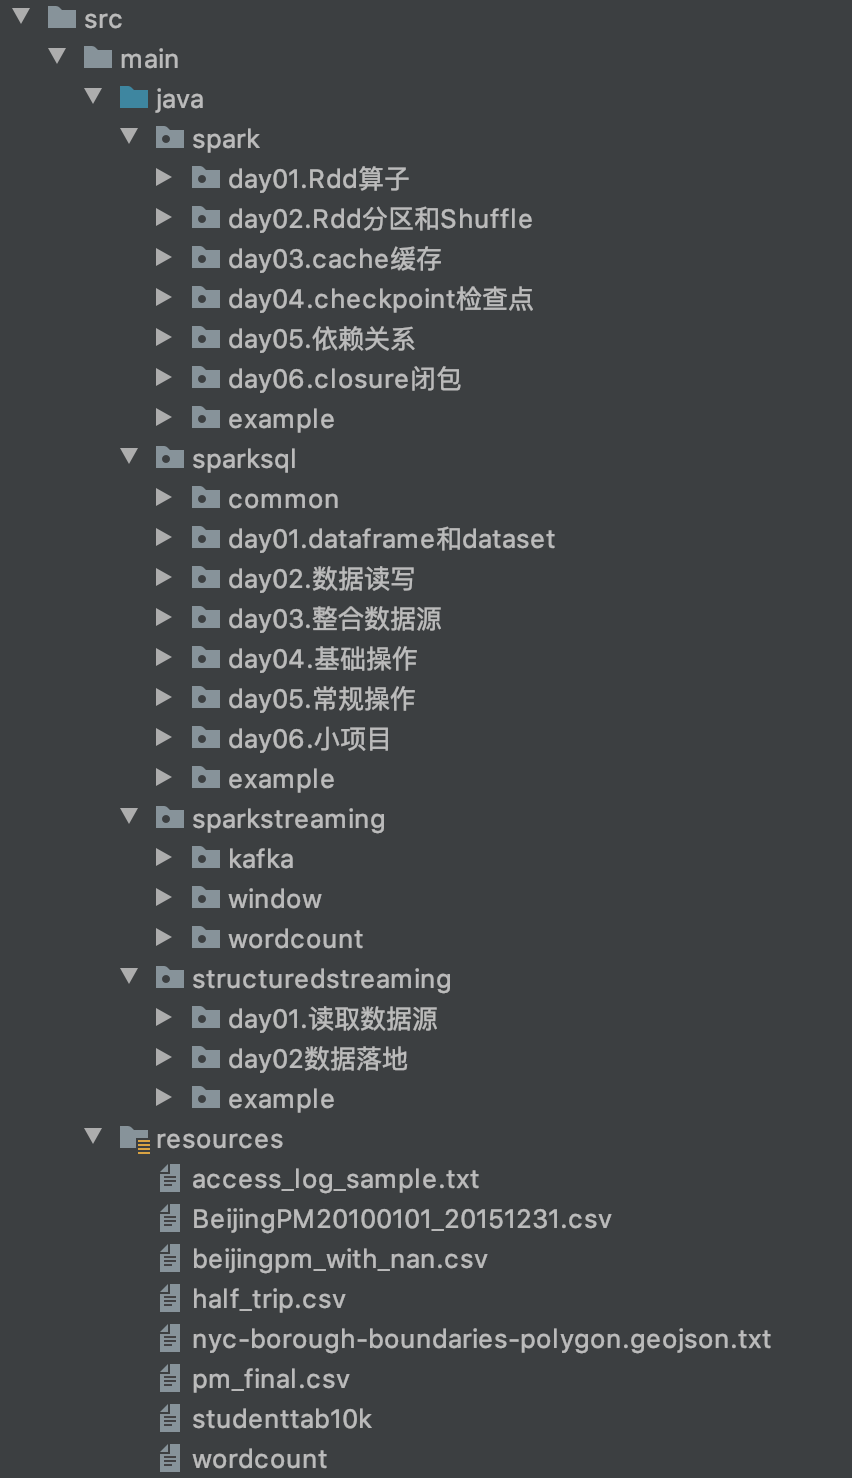 src
main
java
spark
day01.Rdd算子
day02.Rdd分区和Shuffle
day03.cache缓存
day04.checkpoint检查点
day05.依赖关系
day06.closure闭包
example
sparksql
common
day01.dataframe和dataset
day02.数据读写
day03.整合数据源
day04.基础操作
day05.常规操作
day06.小项目
example
sparkstreaming
kafka
window
wordcount
structuredstreaming
day01.读取数据源
day02数据落地
example
resources
access_log_sample.txt
BeijingPM20100101_20151231.csv
beijingpm_with_nan.csv
half_trip.csv
nyc-borough-boundaries-polygon.geojson.txt
pm_final.csv
studenttab10k
wordcount